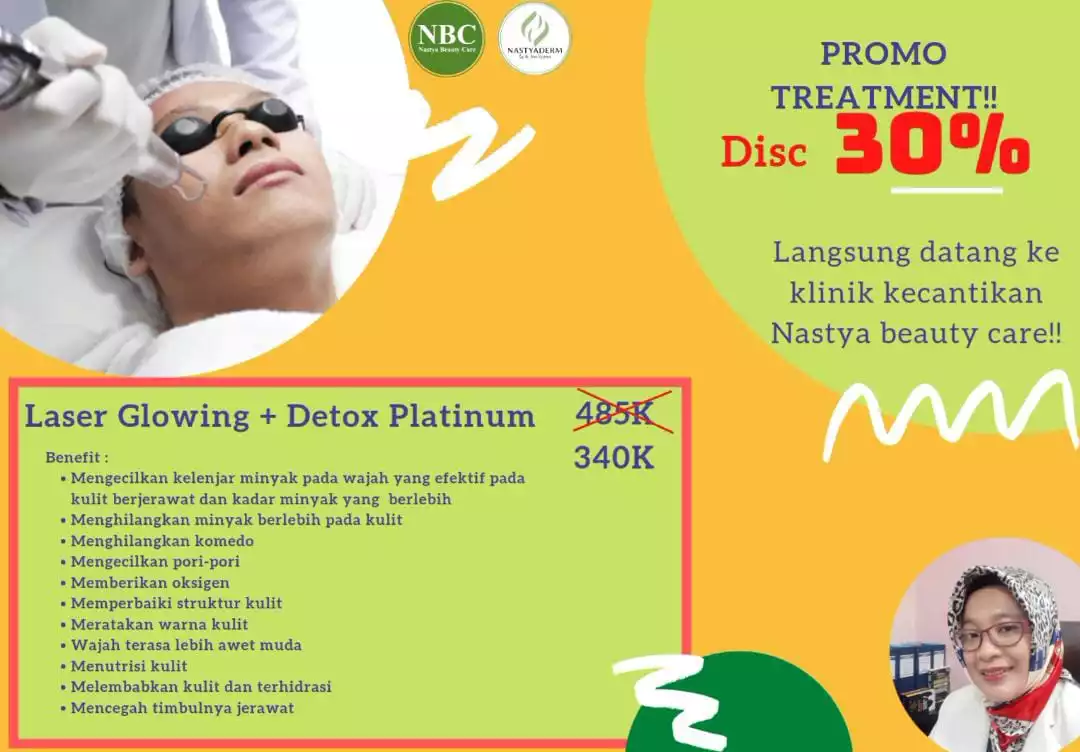 NBC
Nastya Beauty Care
NASTYADERM
PROMO
TREATMENT!!
Disc 30%
Langsung datang ke
klinik kecantikan
Nastya beauty care!!
Laser Glowing + Detox Platinum 485K
340K
Benefit :
• Mengecilkan kelenjar minyak pada wajah yang efektif pada
kulit berjerawat dan kadar minyak yang berlebih
• Menghilangkan minyak berlebih pada kulit
• Menghilangkan komedo
• Mengecilkan pori-pori
• Memberikan oksigen
• Memperbaiki struktur kulit
• Meratakan warna kulit
• Wajah terasa lebih awet muda
• Menutrisi kulit
• Melembabkan kulit dan terhidrasi
• Mencegah timbulnya jerawat